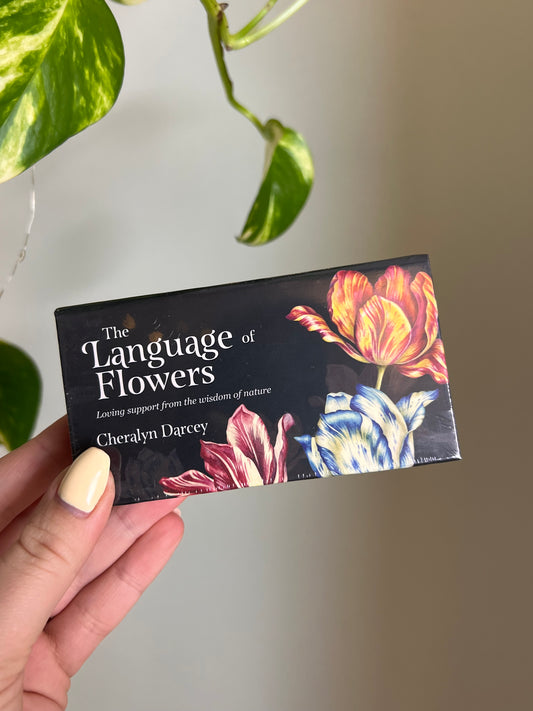 The
Language of
Flowers
Loving support from the wisdom of nature
Cheralyn Darcey